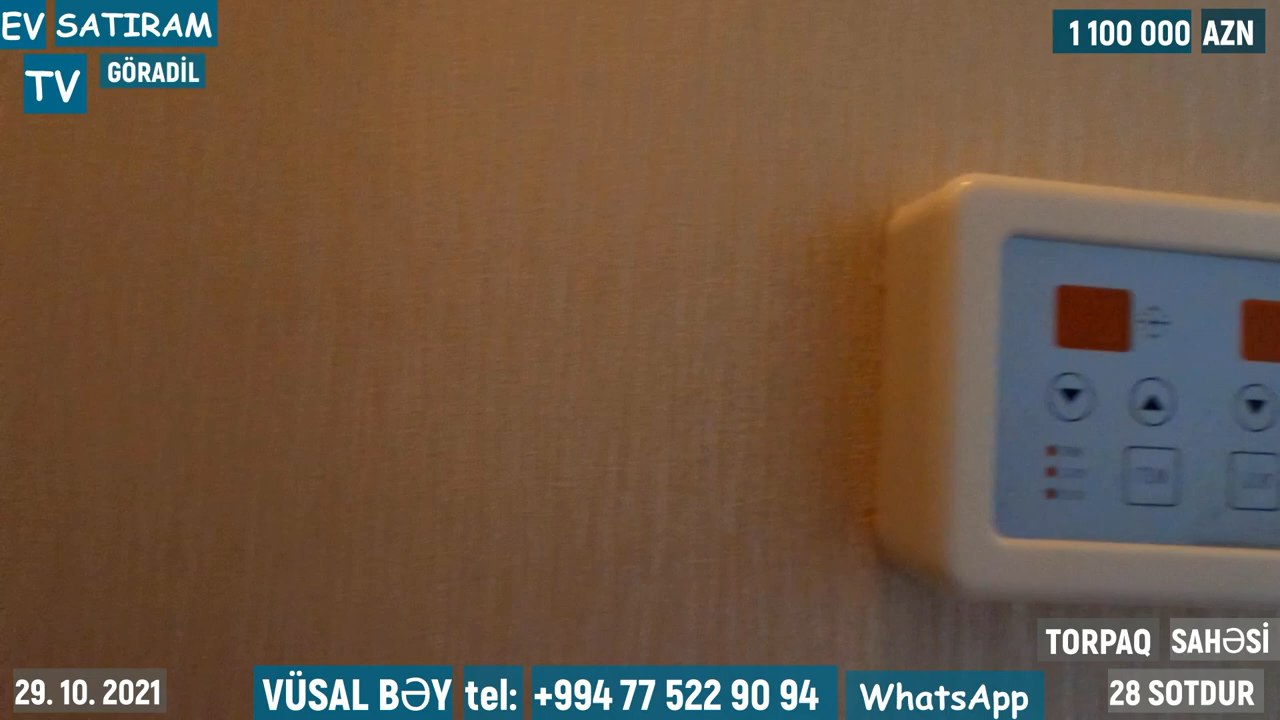 EV SATIRAM
TV GÖRADİL
1 100 000 AZN
TORPAQ SAHƏSİ
28 SOTDUR
29. 10. 2021
VÜSAL BƏY tel: +994 77 522 90 94 WhatsApp